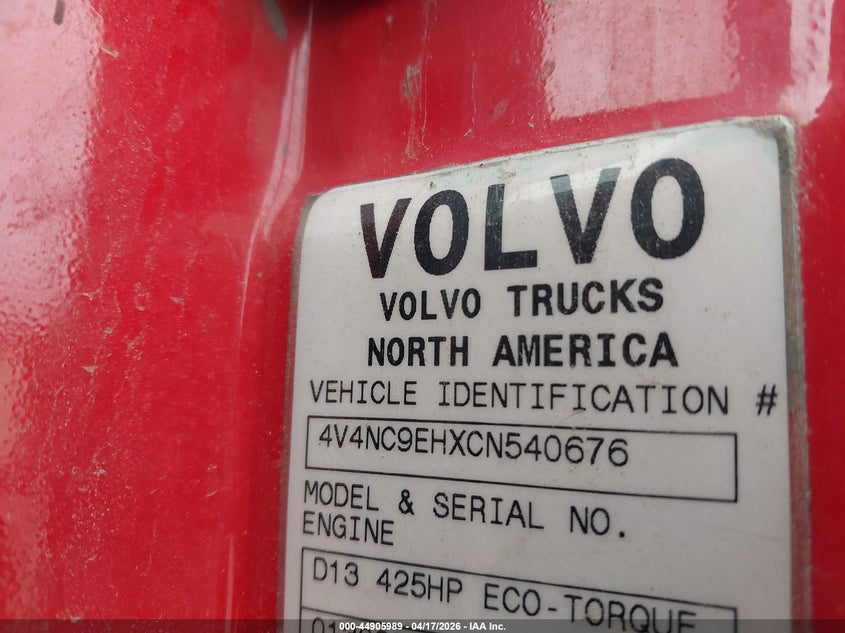 VOLVO
VOLVO TRUCKS
NORTH AMERICA
VEHICLE IDENTIFICATION #
4V4NC9EHXCN540676
MODEL & SERIAL NO.
ENGINE
D13 425HP ECO-TORQUE
000-44905989 - 04/17/2026 - IAA Inc.